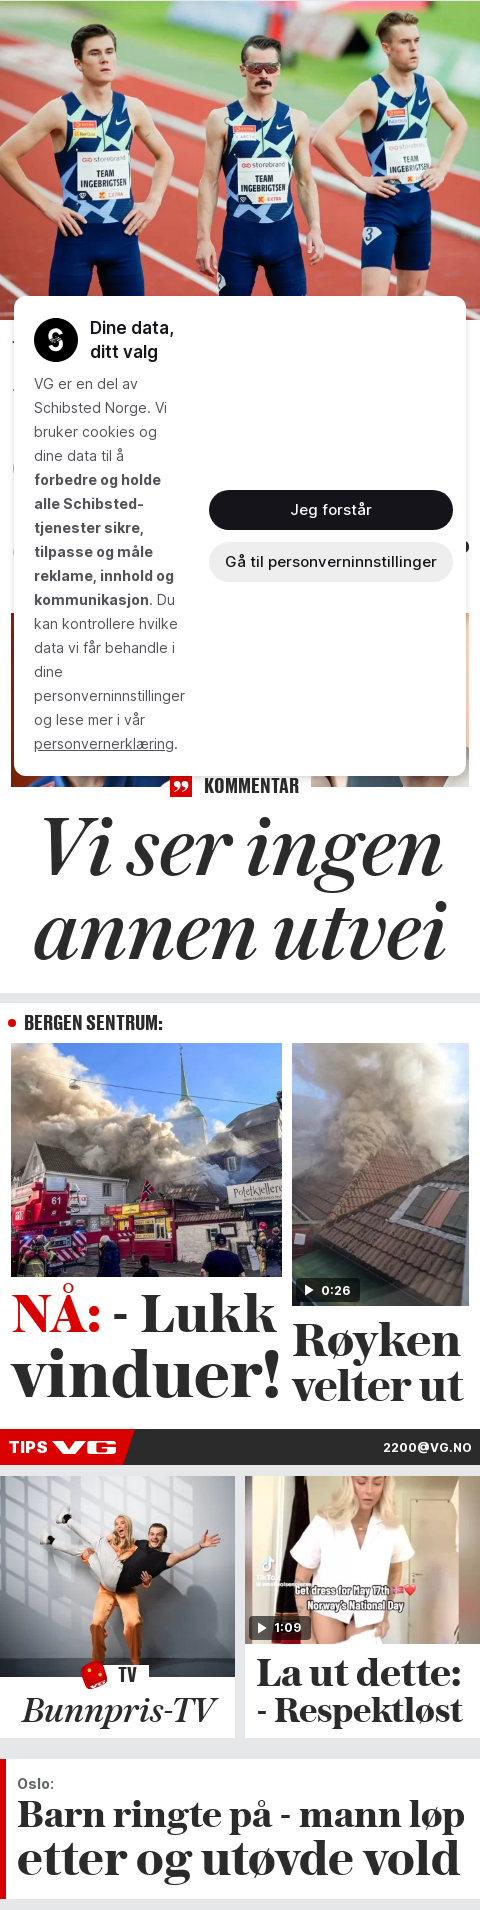 storebrand
TEAM
INGEBRIGTSEN
EXTRA
storebrand
TEAM
INGEBRIGTSEN
EXTRA
storebrand
TEAM
INGEBRIGTSEN
3
Dine data,
ditt valg
VG er en del av
Schibsted Norge. Vi
bruker cookies og
dine data til å
forbedre og holde
alle Schibsted-
tjenester sikre,
tilpasse og måle
reklame, innhold og
kommunikasjon. Du
kan kontrollere hvilke
data vi får behandle i
dine
personverninnstillinger
og lese mer i vår
personvernerklæring.
Jeg forstår
Gå til personverninnstillinger
KOMMENTAR
Vi ser ingen
annen utvei
BERGEN SENTRUM:
61
Poletkjelleren
NÅ: - Lukk
vinduer!
0:26
Røyken
velter ut
TIPS VG
2200@VG.NO
TV
Bunnpris-TV
TikTok
Get dress for May 17th
Norway's National Day
1:09
La ut dette:
- Respektløst
Oslo:
Barn ringte på - mann løp
etter og utøvde vold